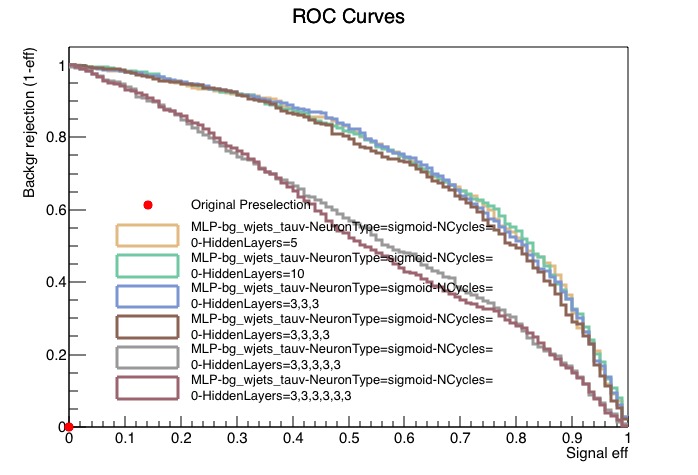 ROC Curves
Backgr rejection (1-eff)
1
0.8
0.6
0.4
0.2
0
Original Preselection
MLP-bg_wjets_tauv-NeuronType=sigmoid-NCycles=
0-HiddenLayers=5
MLP-bg_wjets_tauv-NeuronType=sigmoid-NCycles=
0-HiddenLayers=10
MLP-bg_wjets_tauv-NeuronType=sigmoid-NCycles=
0-HiddenLayers=3,3,3
MLP-bg_wjets_tauv-NeuronType=sigmoid-NCycles=
0-HiddenLayers=3,3,3,3
MLP-bg_wjets_tauv-NeuronType=sigmoid-NCycles=
0-HiddenLayers=3,3,3,3,3
MLP-bg_wjets_tauv-NeuronType=sigmoid-NCycles=
0-HiddenLayers=3,3,3,3,3,3
0 0.1 0.2 0.3 0.4 0.5 0.6 0.7 0.8 0.9 1
Signal eff